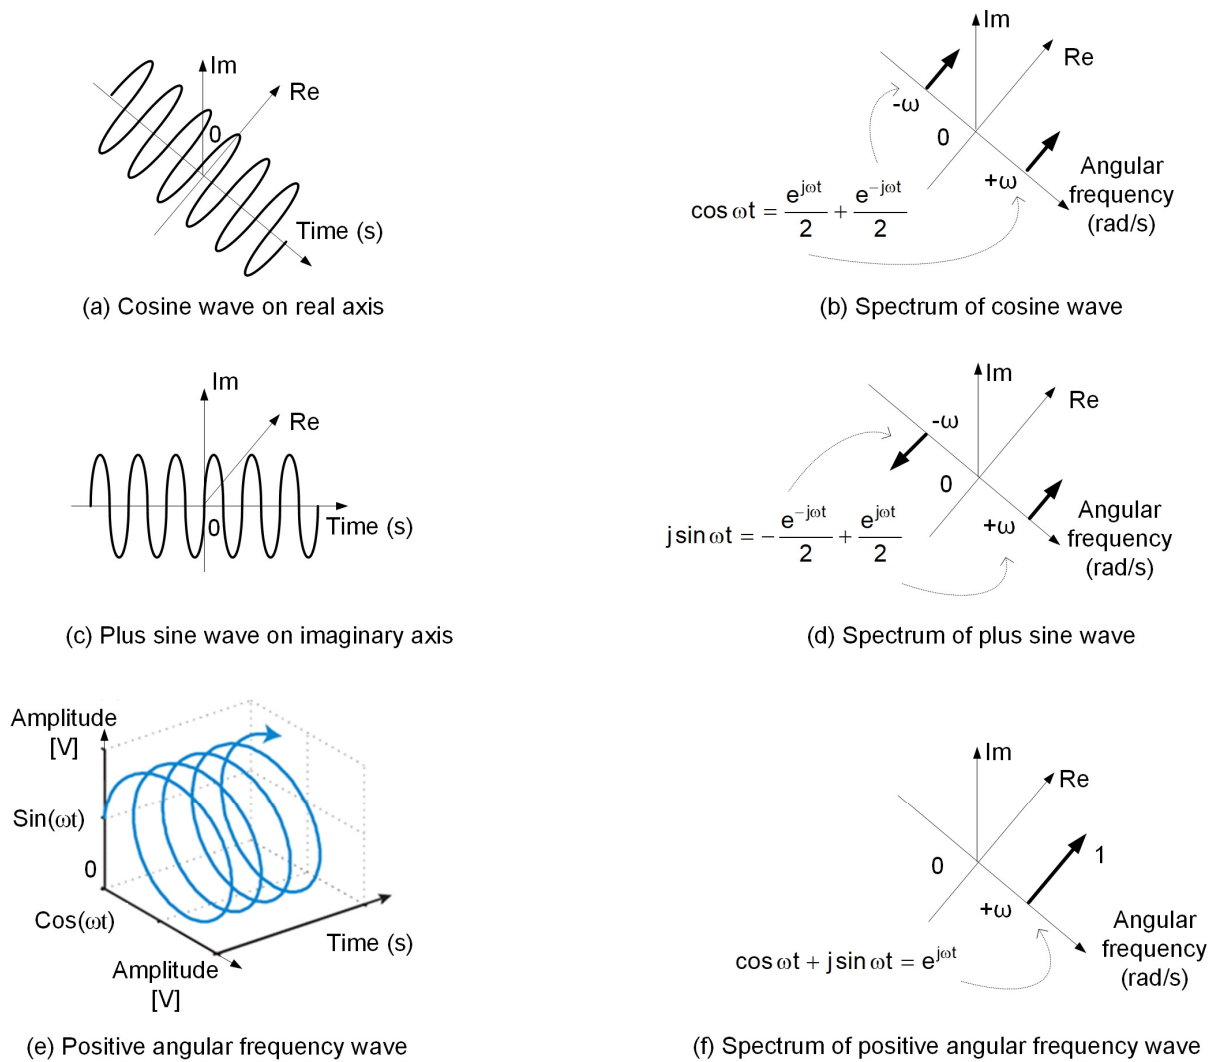 Im
Re
0
Time (s)
(a) Cosine wave on real axis
Im
Re
-ω
0
+ω
Angular
frequency
(rad/s)
cos ωt = e^{jωt}/2 + e^{-jωt}/2
(b) Spectrum of cosine wave
Im
Re
0
Time (s)
(c) Plus sine wave on imaginary axis
Im
Re
-ω
0
+ω
Angular
frequency
(rad/s)
j sin ωt = - e^{-jωt}/2 + e^{jωt}/2
(d) Spectrum of plus sine wave
Amplitude
[V]
Sin(ωt)
0
Cos(ωt)
Time (s)
Amplitude
[V]
(e) Positive angular frequency wave
Im
Re
1
0
+ω
Angular
frequency
(rad/s)
cos ωt + j sin ωt = e^{jωt}
(f) Spectrum of positive angular frequency wave